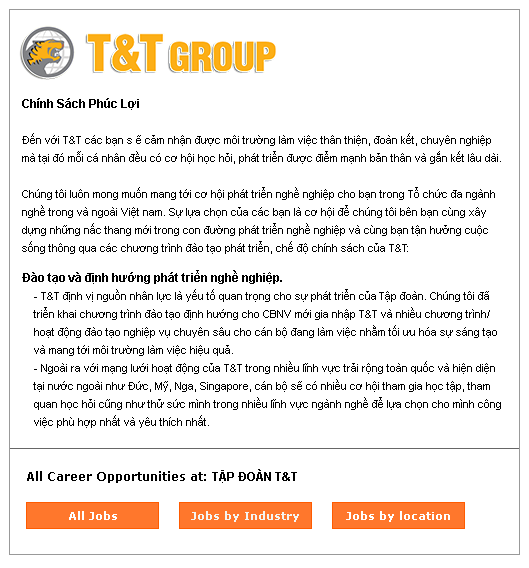 T&T GROUP
Chính Sách Phúc Lợi
Đến với T&T các bạn s ẽ cảm nhận được môi trường làm việc thân thiện, đoàn kết, chuyên nghiệp
mà tại đó mỗi cá nhân đều có cơ hội học hỏi, phát triển được điểm mạnh bản thân và gắn kết lâu dài.
Chúng tôi luôn mong muốn mang tới cơ hội phát triển nghề nghiệp cho bạn trong Tổ chức đa ngành
nghề trong và ngoài Việt nam. Sự lựa chọn của các bạn là cơ hội để chúng tôi bên bạn cùng xây
dựng những nấc thang mới trong con đường phát triển nghề nghiệp và cùng bạn tận hưởng cuộc
sống thông qua các chương trình đào tạo phát triển, chế độ chính sách của T&T:
Đào tạo và định hướng phát triển nghề nghiệp.
- T&T định vị nguồn nhân lực là yếu tố quan trọng cho sự phát triển của Tập đoàn. Chúng tôi đã
triển khai chương trình đào tạo định hướng cho CBNV mới gia nhập T&T và nhiều chương trình/
hoạt động đào tạo nghiệp vụ chuyên sâu cho cán bộ đang làm việc nhằm tối ưu hóa sự sáng tạo
và mang tới môi trường làm việc hiệu quả.
- Ngoài ra với mạng lưới hoạt động của T&T trong nhiều lĩnh vực trải rộng toàn quốc và hiện diện
tại nước ngoài như Đức, Mỹ, Nga, Singapore, cán bộ sẽ có nhiều cơ hội tham gia học tập, tham
quan học hỏi cũng như thử sức mình trong nhiều lĩnh vực ngành nghề để lựa chọn cho mình công
việc phù hợp nhất và yêu thích nhất.
All Career Opportunities at: TẬP ĐOÀN T&T
All Jobs
Jobs by Industry
Jobs by location